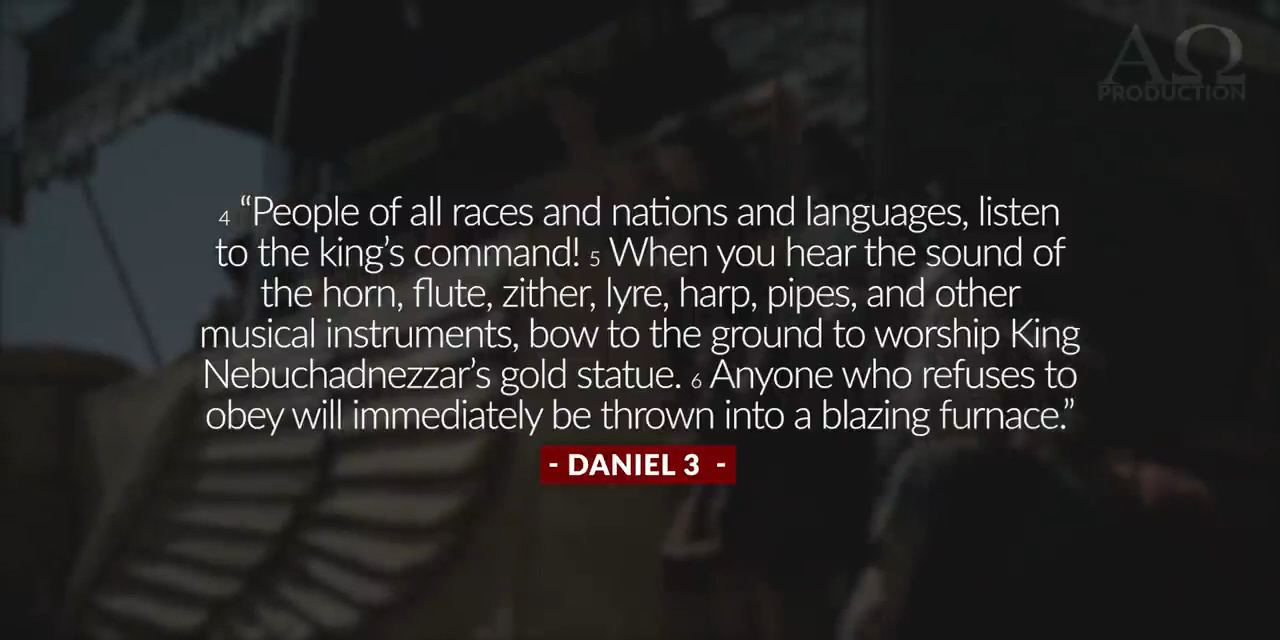 AΩ
PRODUCTION
4 “People of all races and nations and languages, listen
to the king’s command! 5 When you hear the sound of
the horn, flute, zither, lyre, harp, pipes, and other
musical instruments, bow to the ground to worship King
Nebuchadnezzar’s gold statue. 6 Anyone who refuses to
obey will immediately be thrown into a blazing furnace.”
- DANIEL 3 -